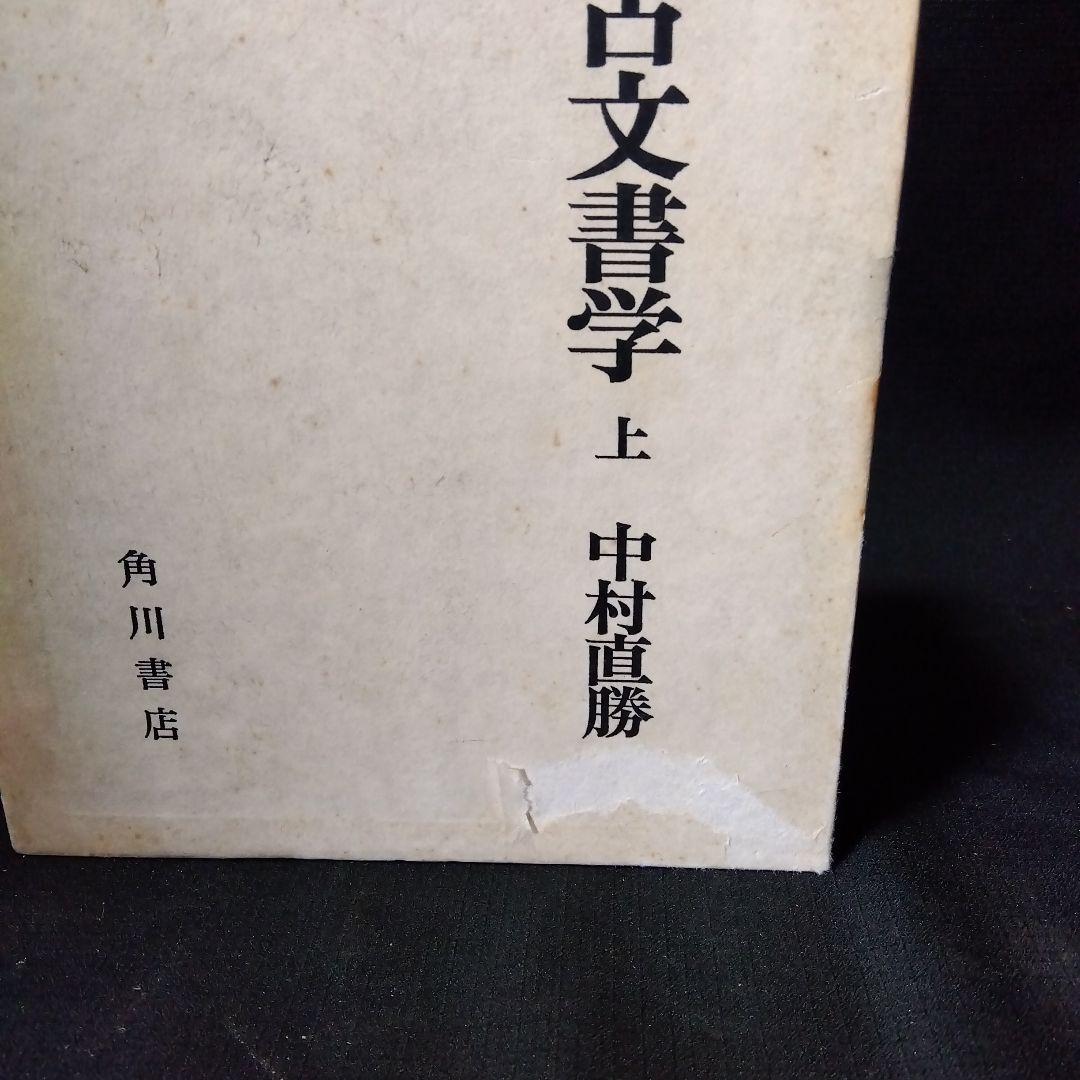 古文書学 上 中村直勝
角川書店